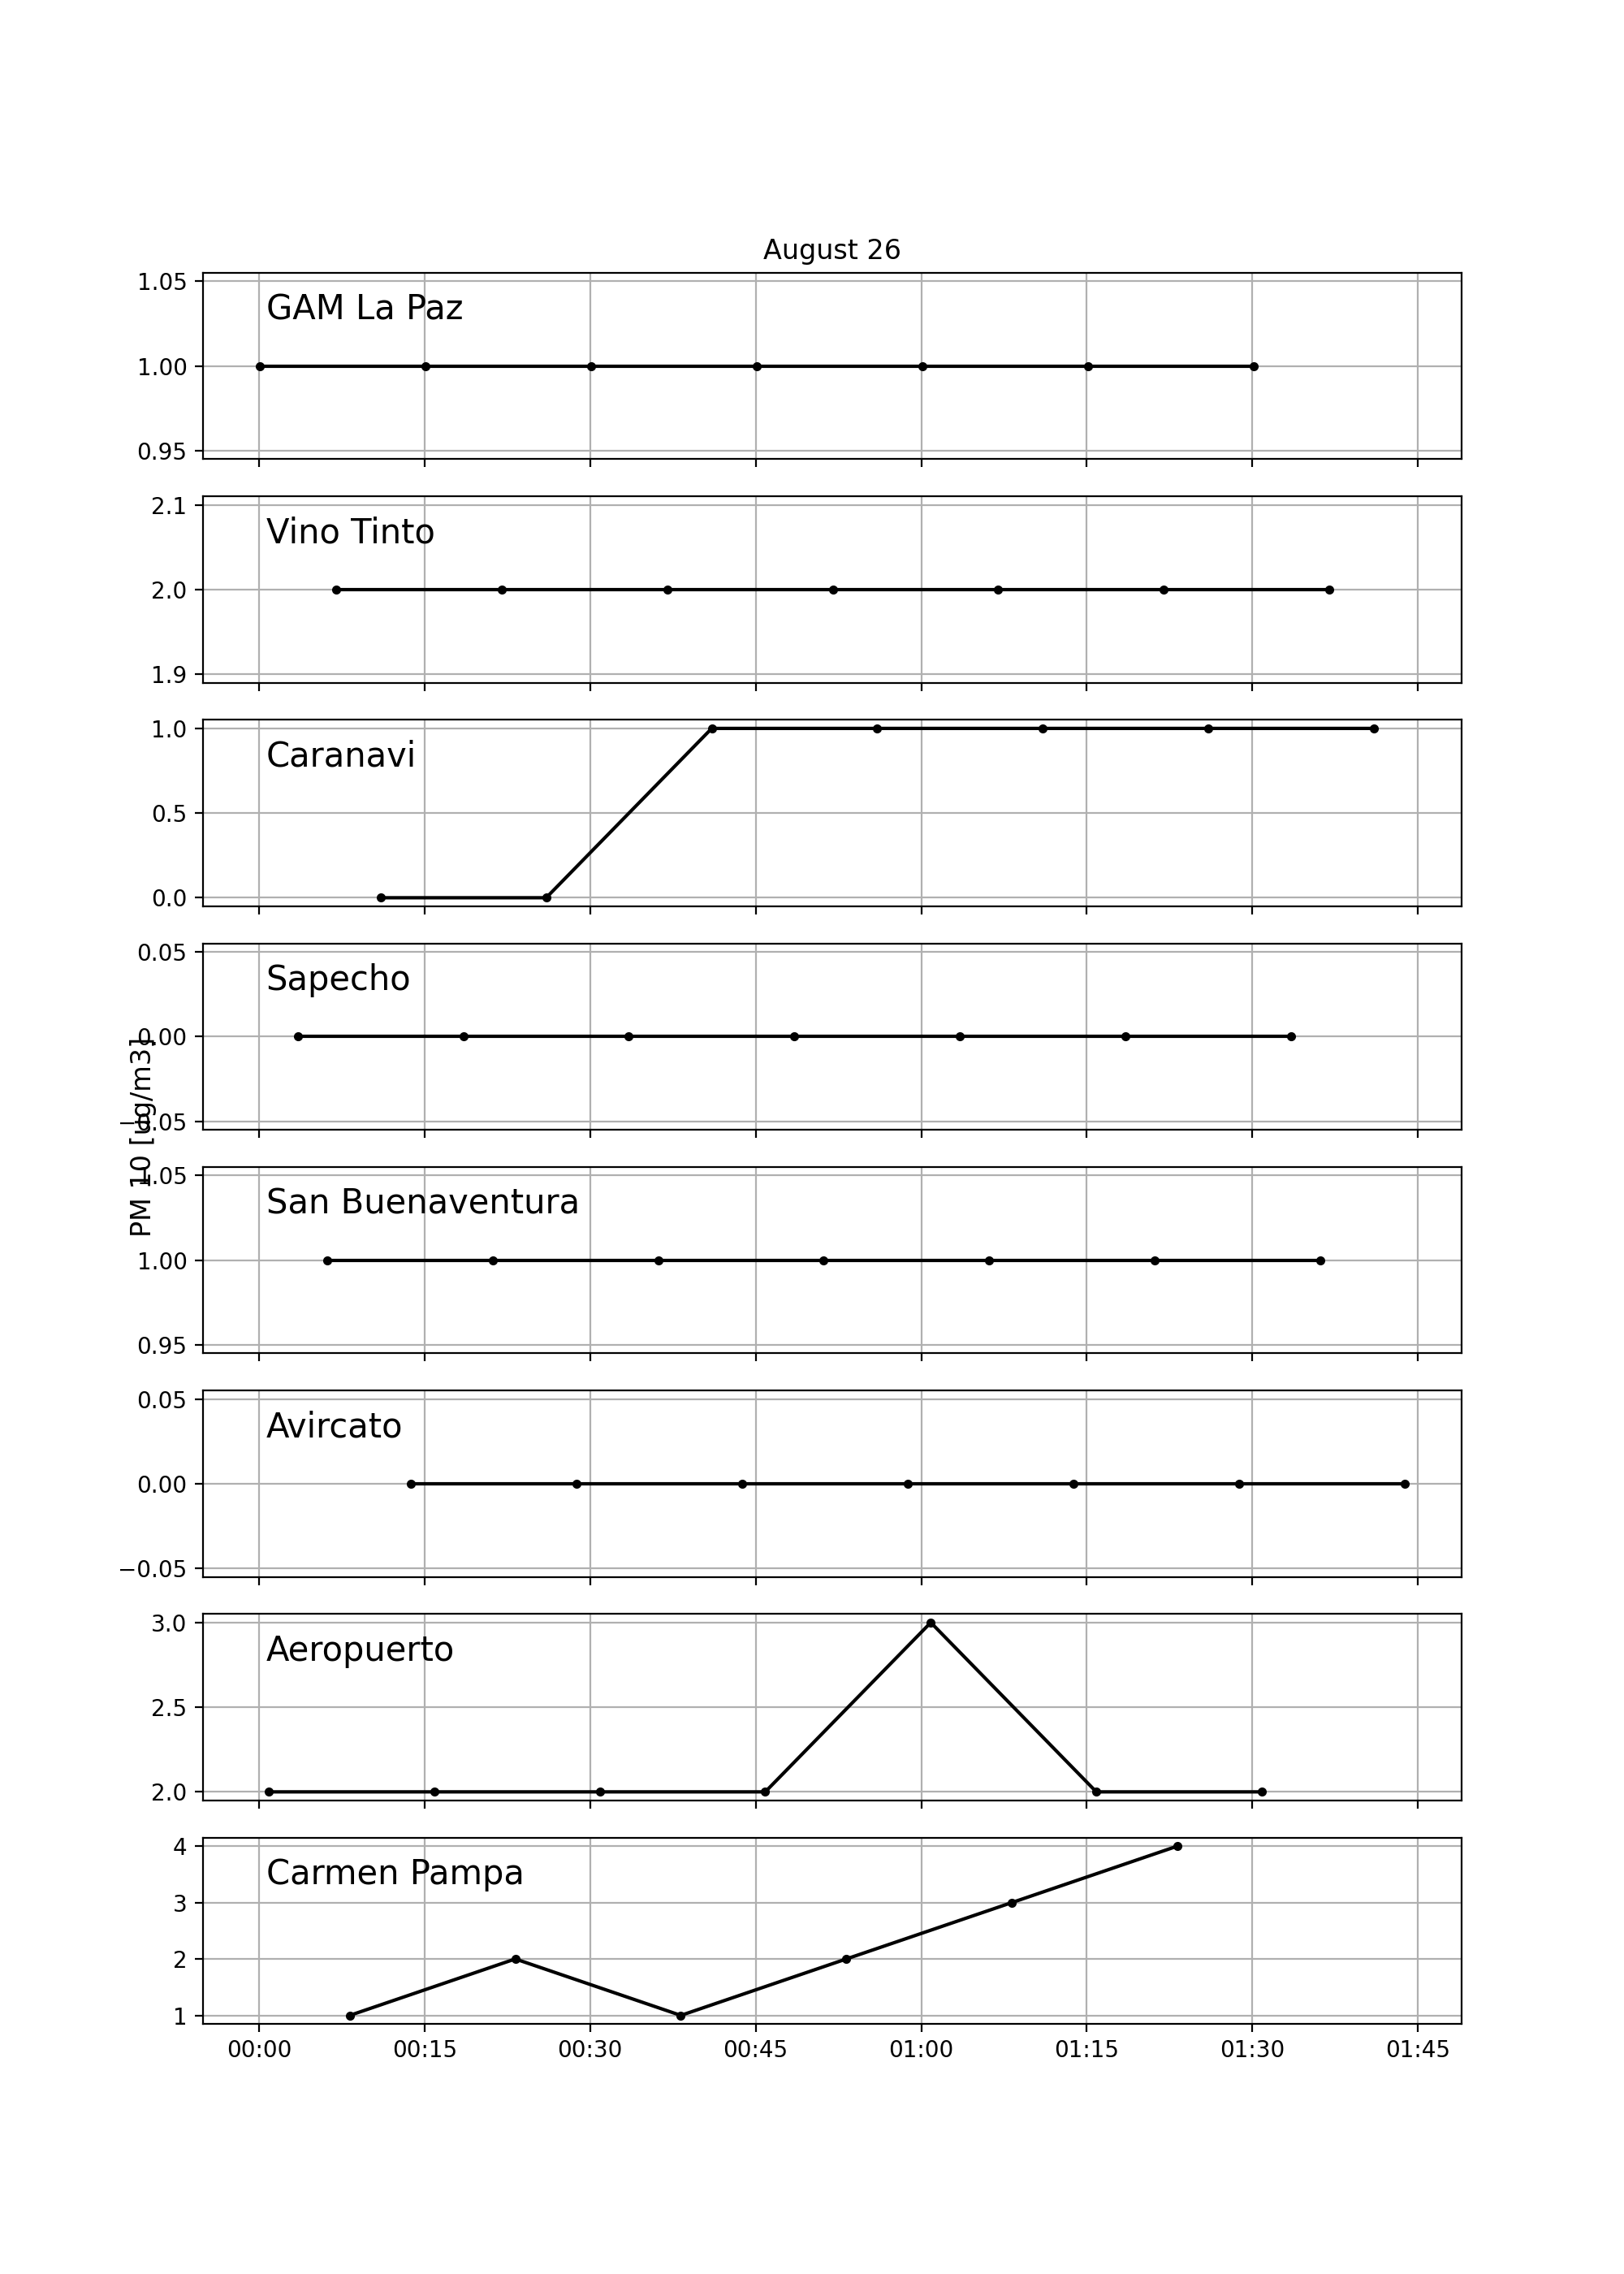 August 26
1.05
GAM La Paz
1.00
0.95
2.1
Vino Tinto
2.0
1.9
1.0
Caranavi
0.5
0.0
0.05
Sapecho
0.00
−0.05
PM 10 [ug/m3]
1.05
San Buenaventura
1.00
0.95
0.05
Avircato
0.00
−0.05
3.0
Aeropuerto
2.5
2.0
4
Carmen Pampa
3
2
1
00:00 00:15 00:30 00:45 01:00 01:15 01:30 01:45